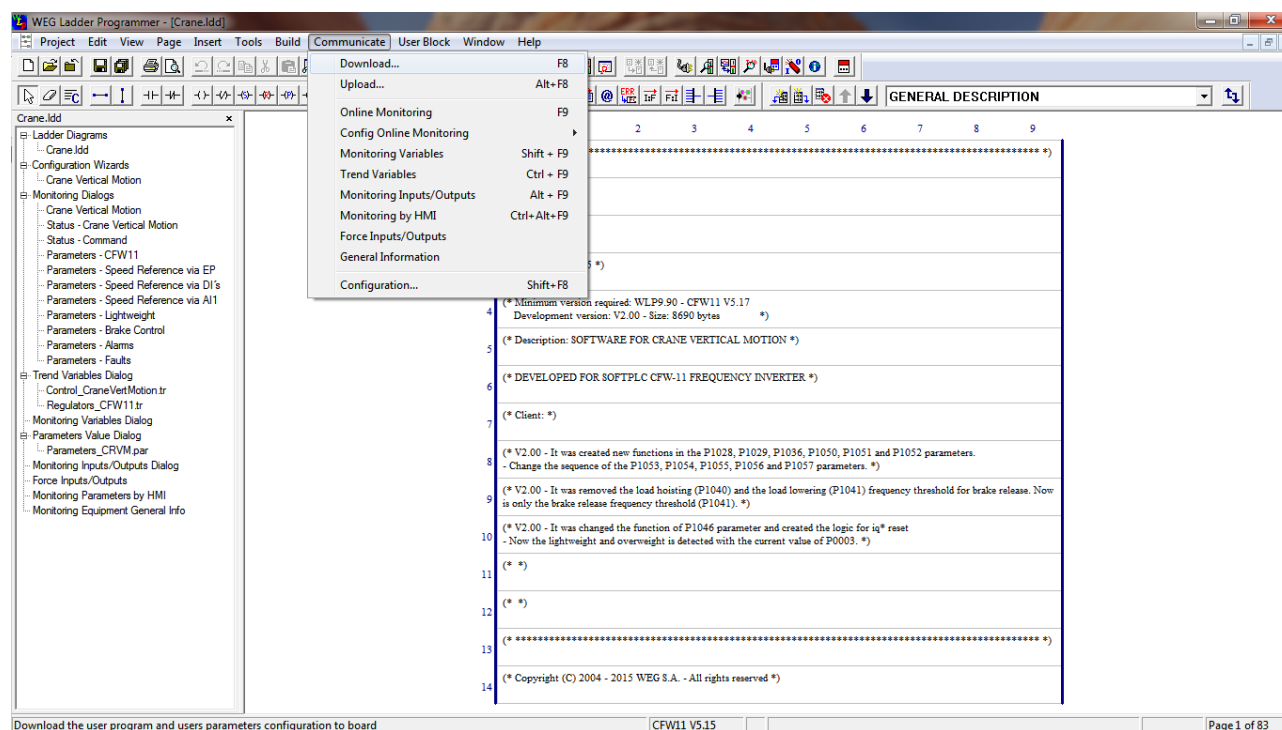 WEG Ladder Programmer - [Crane.ldd]
Project Edit View Page Insert Tools Build Communicate User Block Window Help
GENERAL DESCRIPTION
Download... F8
Upload... Alt+F8
Online Monitoring F9
Config Online Monitoring
Monitoring Variables Shift + F9
Trend Variables Ctrl + F9
Monitoring Inputs/Outputs Alt + F9
Monitoring by HMI Ctrl+Alt+F9
Force Inputs/Outputs
General Information
Configuration... Shift+F8
Crane.ldd
Ladder Diagrams
Crane.ldd
Configuration Wizards
Crane Vertical Motion
Monitoring Dialogs
Crane Vertical Motion
Status - Crane Vertical Motion
Status - Command
Parameters - CFW11
Parameters - Speed Reference via EP
Parameters - Speed Reference via DI´s
Parameters - Speed Reference via AI1
Parameters - Lightweight
Parameters - Brake Control
Parameters - Alarms
Parameters - Faults
Trend Variables Dialog
Control_CraneVertMotion.tr
Regulators_CFW11.tr
Monitoring Variables Dialog
Parameters Value Dialog
Parameters_CRVM.par
Monitoring Inputs/Outputs Dialog
Force Inputs/Outputs
Monitoring Parameters by HMI
Monitoring Equipment General Info
2 3 4 5 6 7 8 9
*)
*)
4 (* Minimum version required: WLP9.90 - CFW11 V5.17
Development version: V2.00 - Size: 8690 bytes *)
5 (* Description: SOFTWARE FOR CRANE VERTICAL MOTION *)
6 (* DEVELOPED FOR SOFTPLC CFW-11 FREQUENCY INVERTER *)
7 (* Client: *)
8 (* V2.00 - It was created new functions in the P1028, P1029, P1036, P1050, P1051 and P1052 parameters.
- Change the sequence of the P1053, P1054, P1055, P1056 and P1057 parameters. *)
9 (* V2.00 - It was removed the load hoisting (P1040) and the load lowering (P1041) frequency threshold for brake release. Now
is only the brake release frequency threshold (P1041). *)
10 (* V2.00 - It was changed the function of P1046 parameter and created the logic for iq* reset
- Now the lightweight and overweight is detected with the current value of P0003. *)
11 (* *)
12 (* *)
13 (* ******************************************************************************************* *)
14 (* Copyright (C) 2004 - 2015 WEG S.A. - All rights reserved *)
Download the user program and users parameters configuration to board CFW11 V5.15 Page 1 of 83